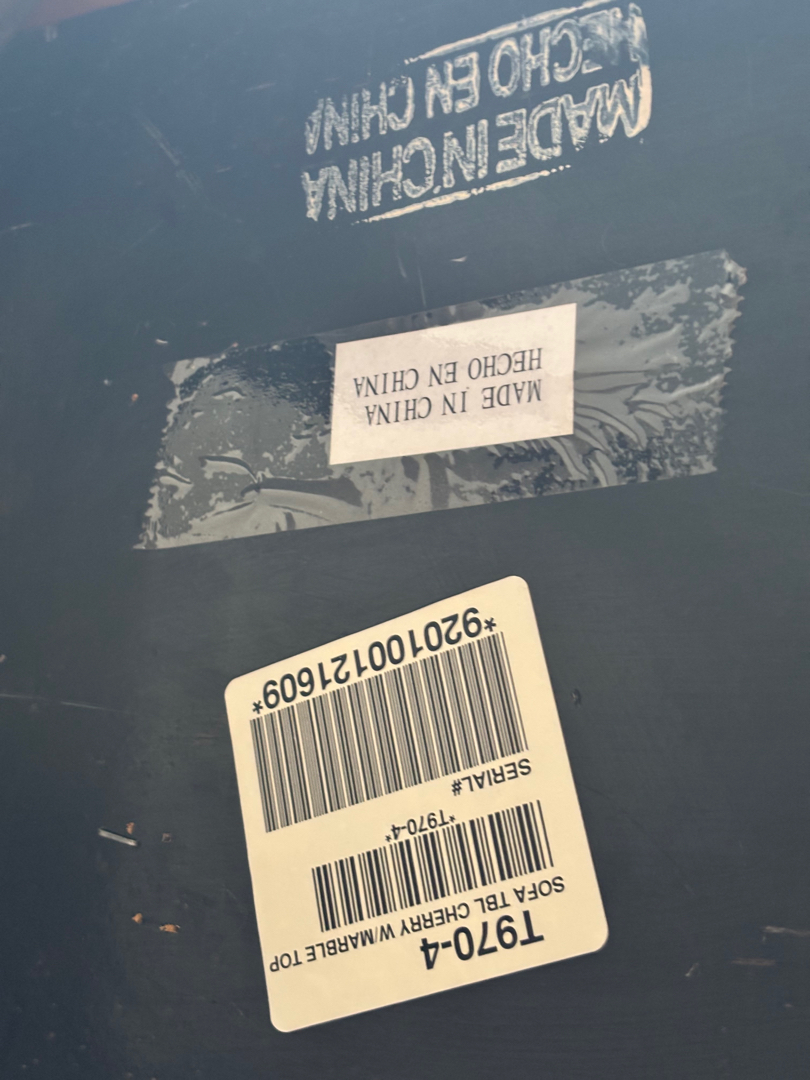 T970-4
SOFA TBL CHERRY W/MARBLE TOP
*T970-4*
SERIAL#
*920100121609*
MADE IN CHINA
HECHO EN CHINA
MADE IN CHINA
HECHO EN CHINA